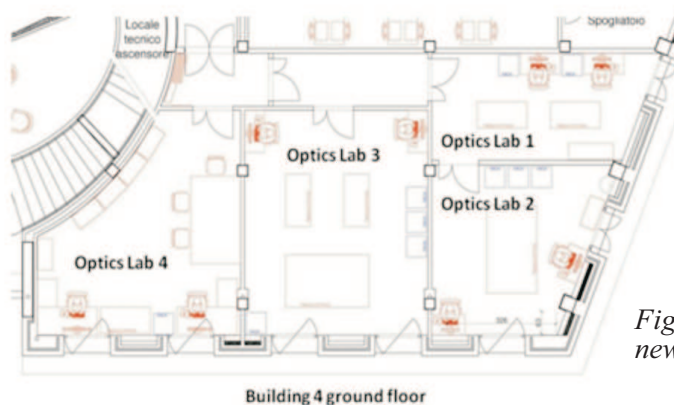 Locale
tecnico
ascensore
Spogliatoio
Optics Lab 1
Optics Lab 3
Optics Lab 2
Optics Lab 4
Fig
new
Building 4 ground floor